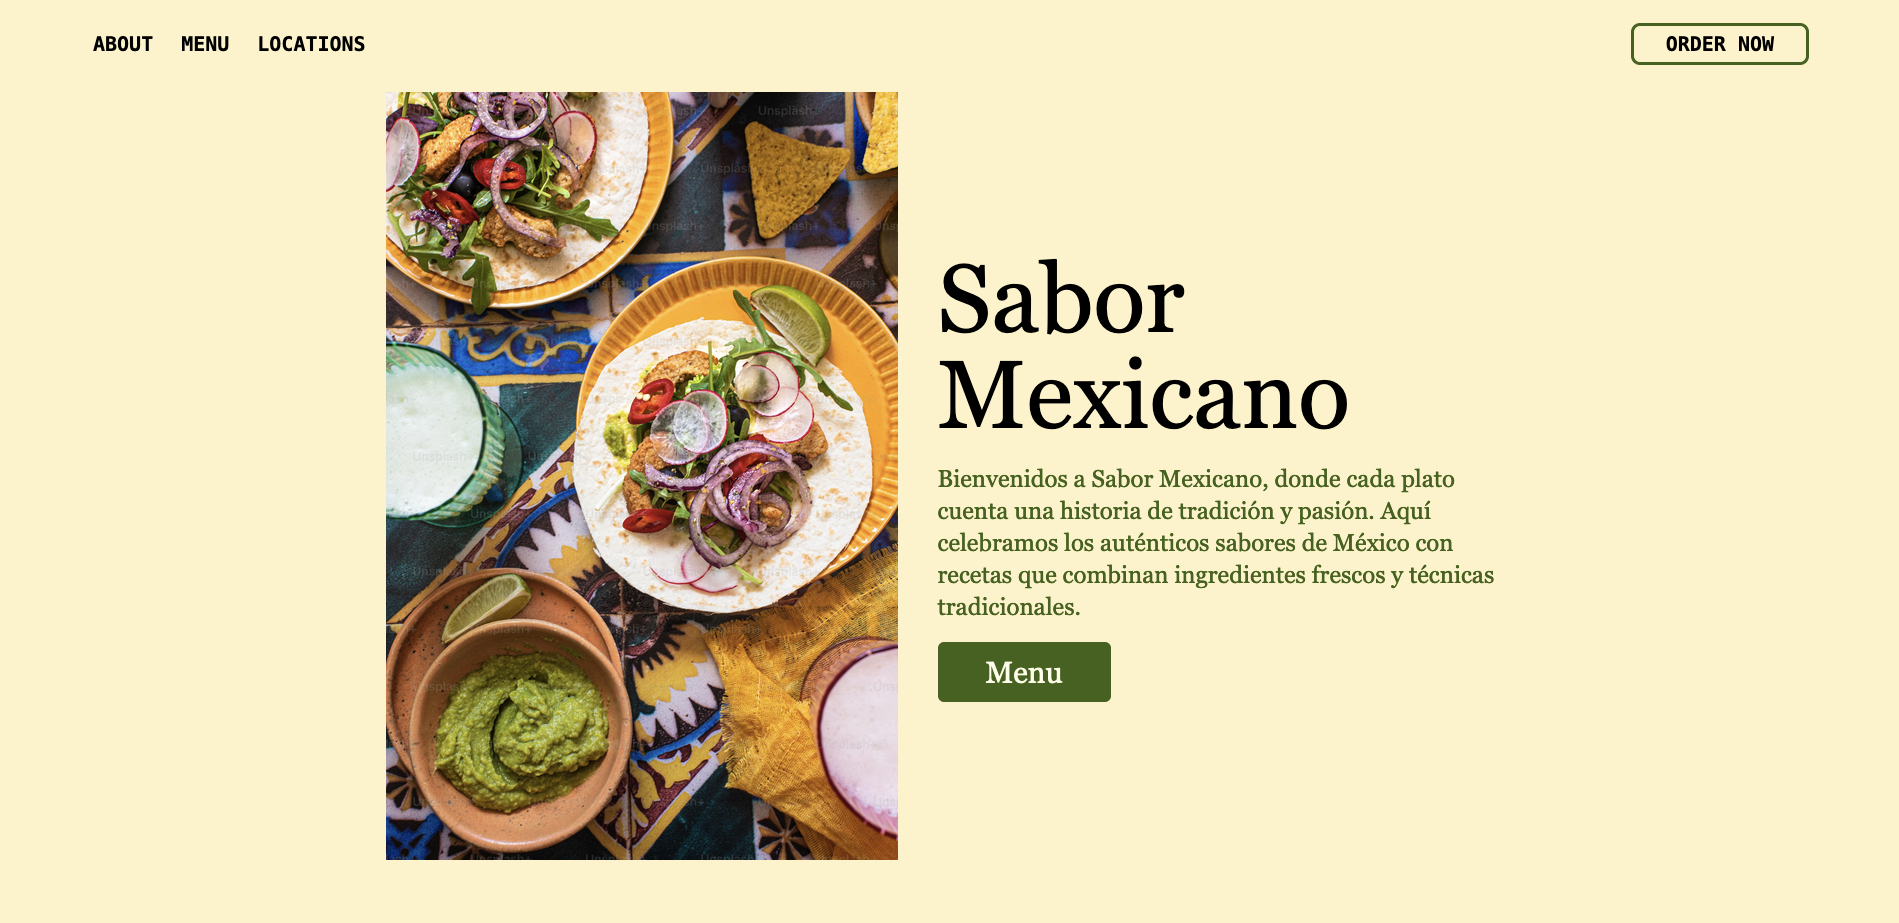 ABOUT MENU LOCATIONS ORDER NOW
Sabor
Mexicano
Bienvenidos a Sabor Mexicano, donde cada plato
cuenta una historia de tradición y pasión. Aquí
celebramos los auténticos sabores de México con
recetas que combinan ingredientes frescos y técnicas
tradicionales.
Menu
Unsplash+